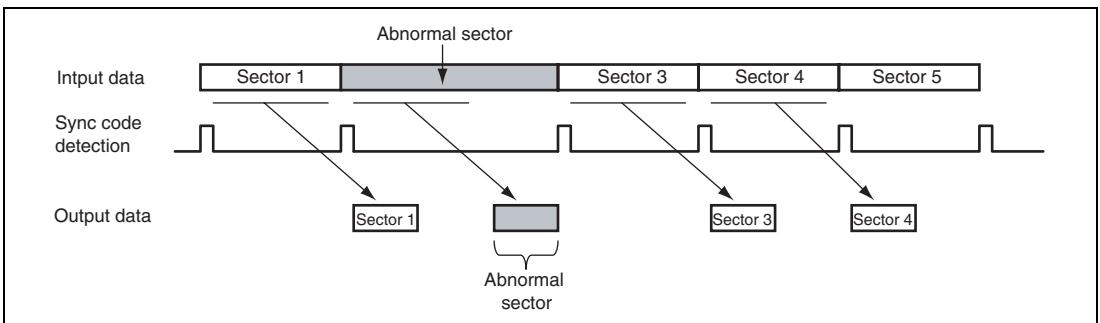 Abnormal sector
Intput data
Sector 1
Sector 3
Sector 4
Sector 5
Sync code
detection
Output data
Sector 1
Sector 3
Sector 4
Abnormal
sector